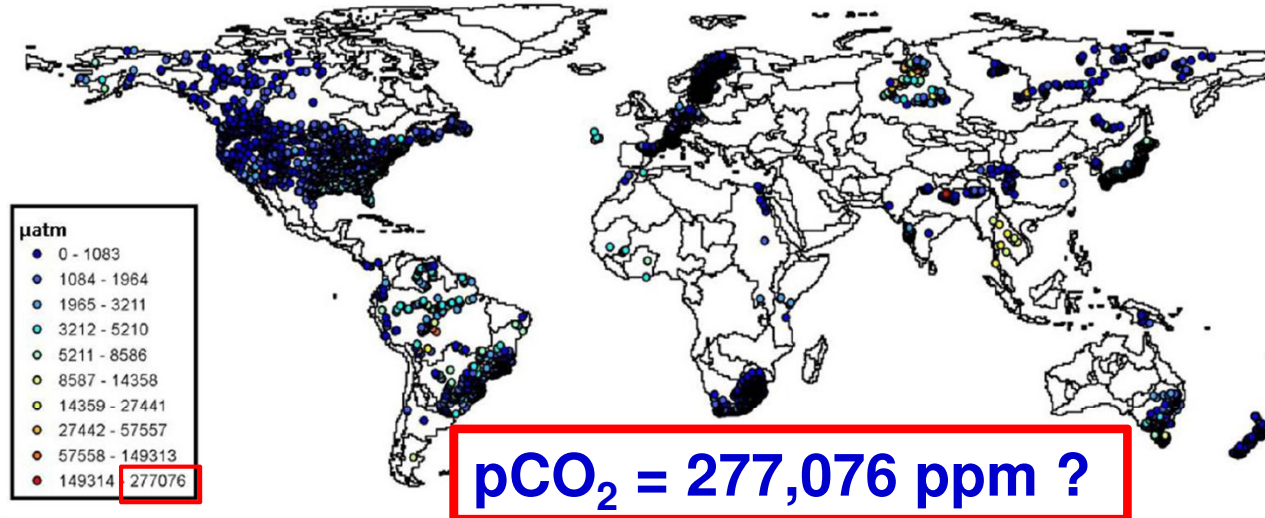 µatm
0 - 1083
1084 - 1964
1965 - 3211
3212 - 5210
5211 - 8586
8587 - 14358
14359 - 27441
27442 - 57557
57558 - 149313
149314 - 277076
pCO₂ = 277,076 ppm ?